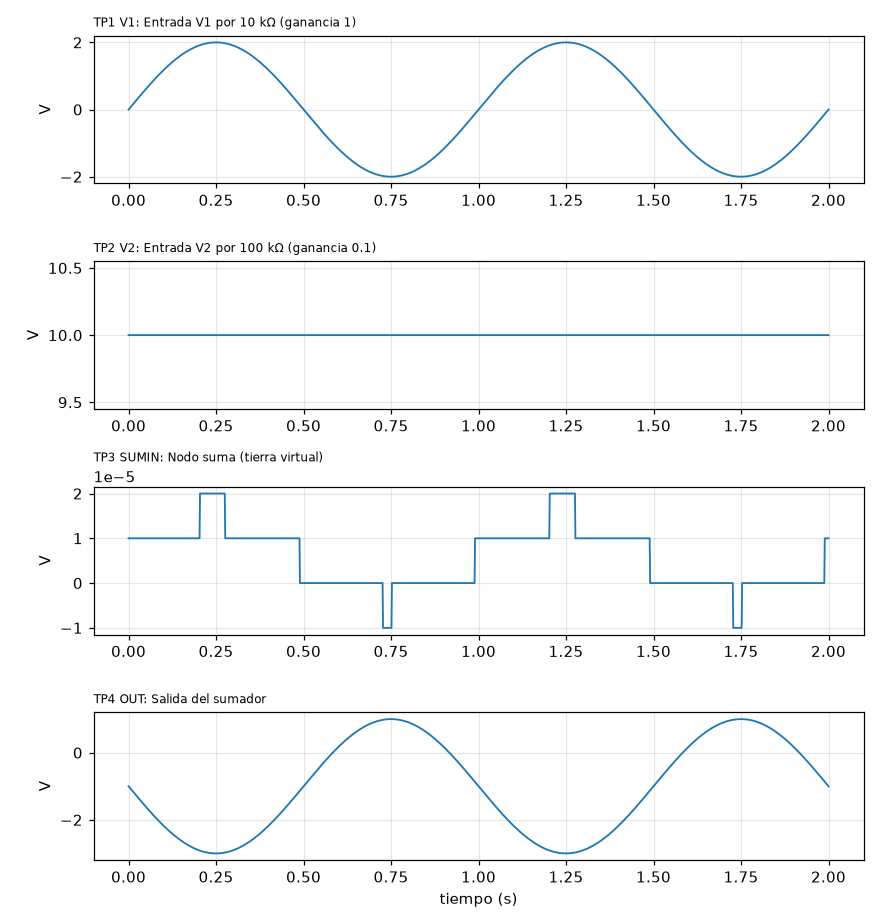 TP1 V1: Entrada V1 por 10 kΩ (ganancia 1)
2
0
−2
V
0.00 0.25 0.50 0.75 1.00 1.25 1.50 1.75 2.00
TP2 V2: Entrada V2 por 100 kΩ (ganancia 0.1)
10.5
10.0
9.5
V
0.00 0.25 0.50 0.75 1.00 1.25 1.50 1.75 2.00
TP3 SUMIN: Nodo suma (tierra virtual)
1e−5
2
1
0
−1
V
0.00 0.25 0.50 0.75 1.00 1.25 1.50 1.75 2.00
TP4 OUT: Salida del sumador
0
−2
V
0.00 0.25 0.50 0.75 1.00 1.25 1.50 1.75 2.00
tiempo (s)